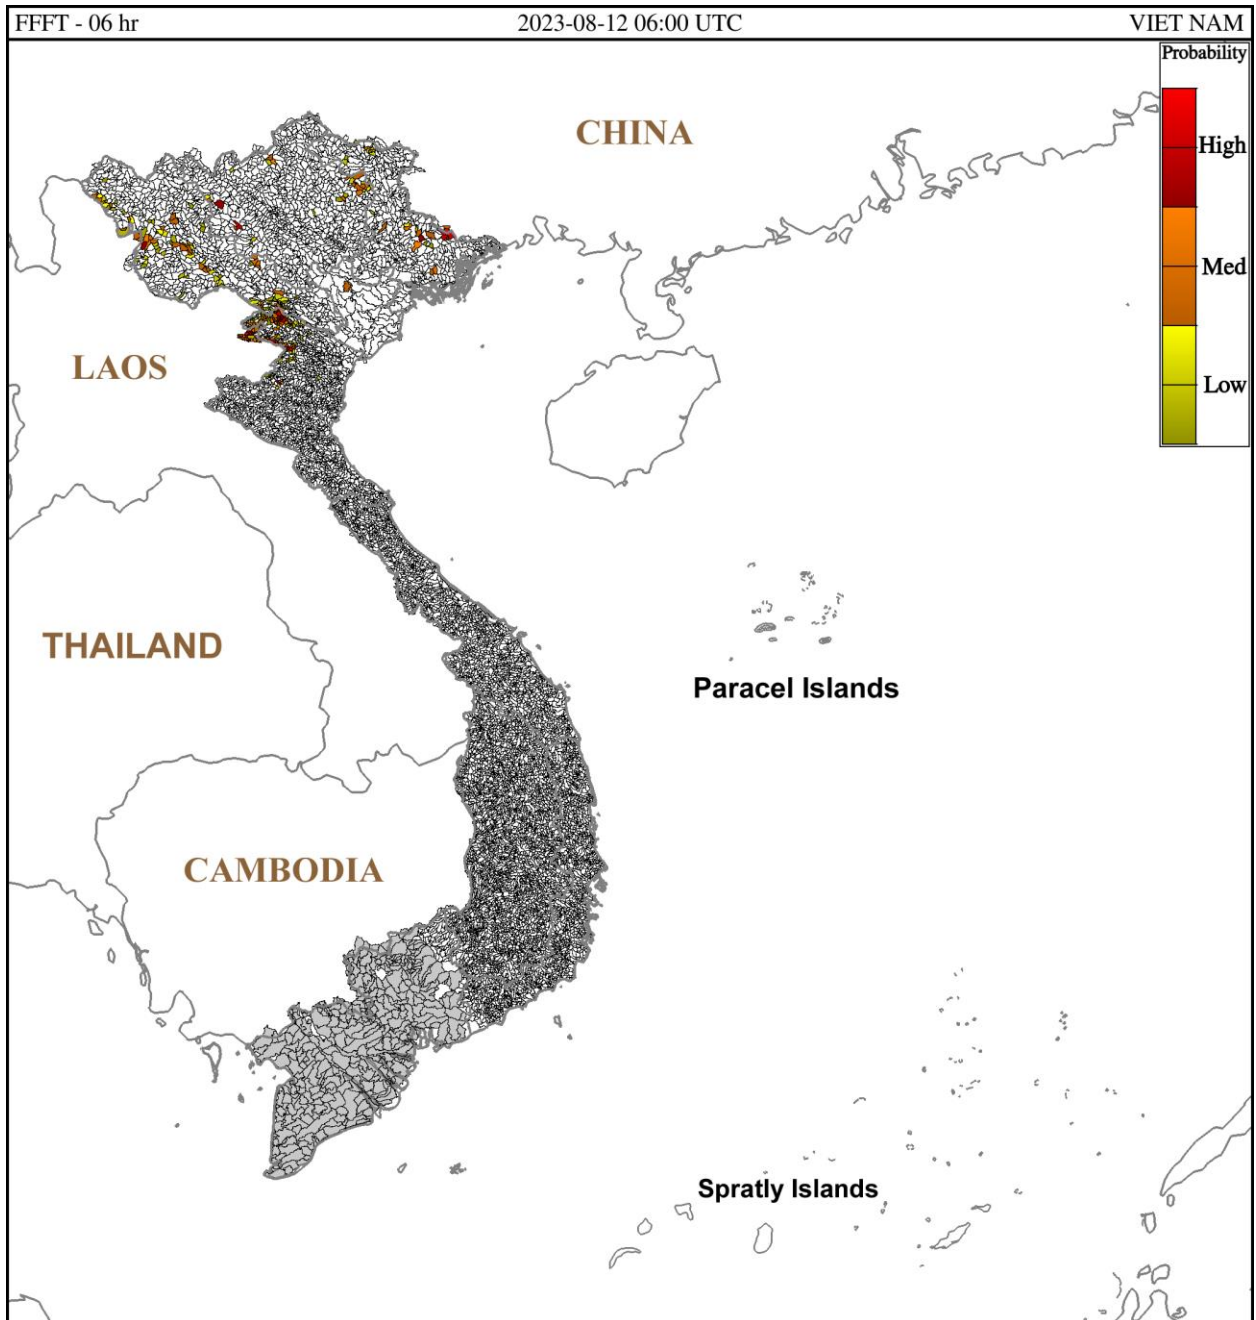 FFFT - 06 hr
2023-08-12 06:00 UTC
VIET NAM
Probability
High
Med
Low
CHINA
LAOS
THAILAND
Paracel Islands
CAMBODIA
Spratly Islands